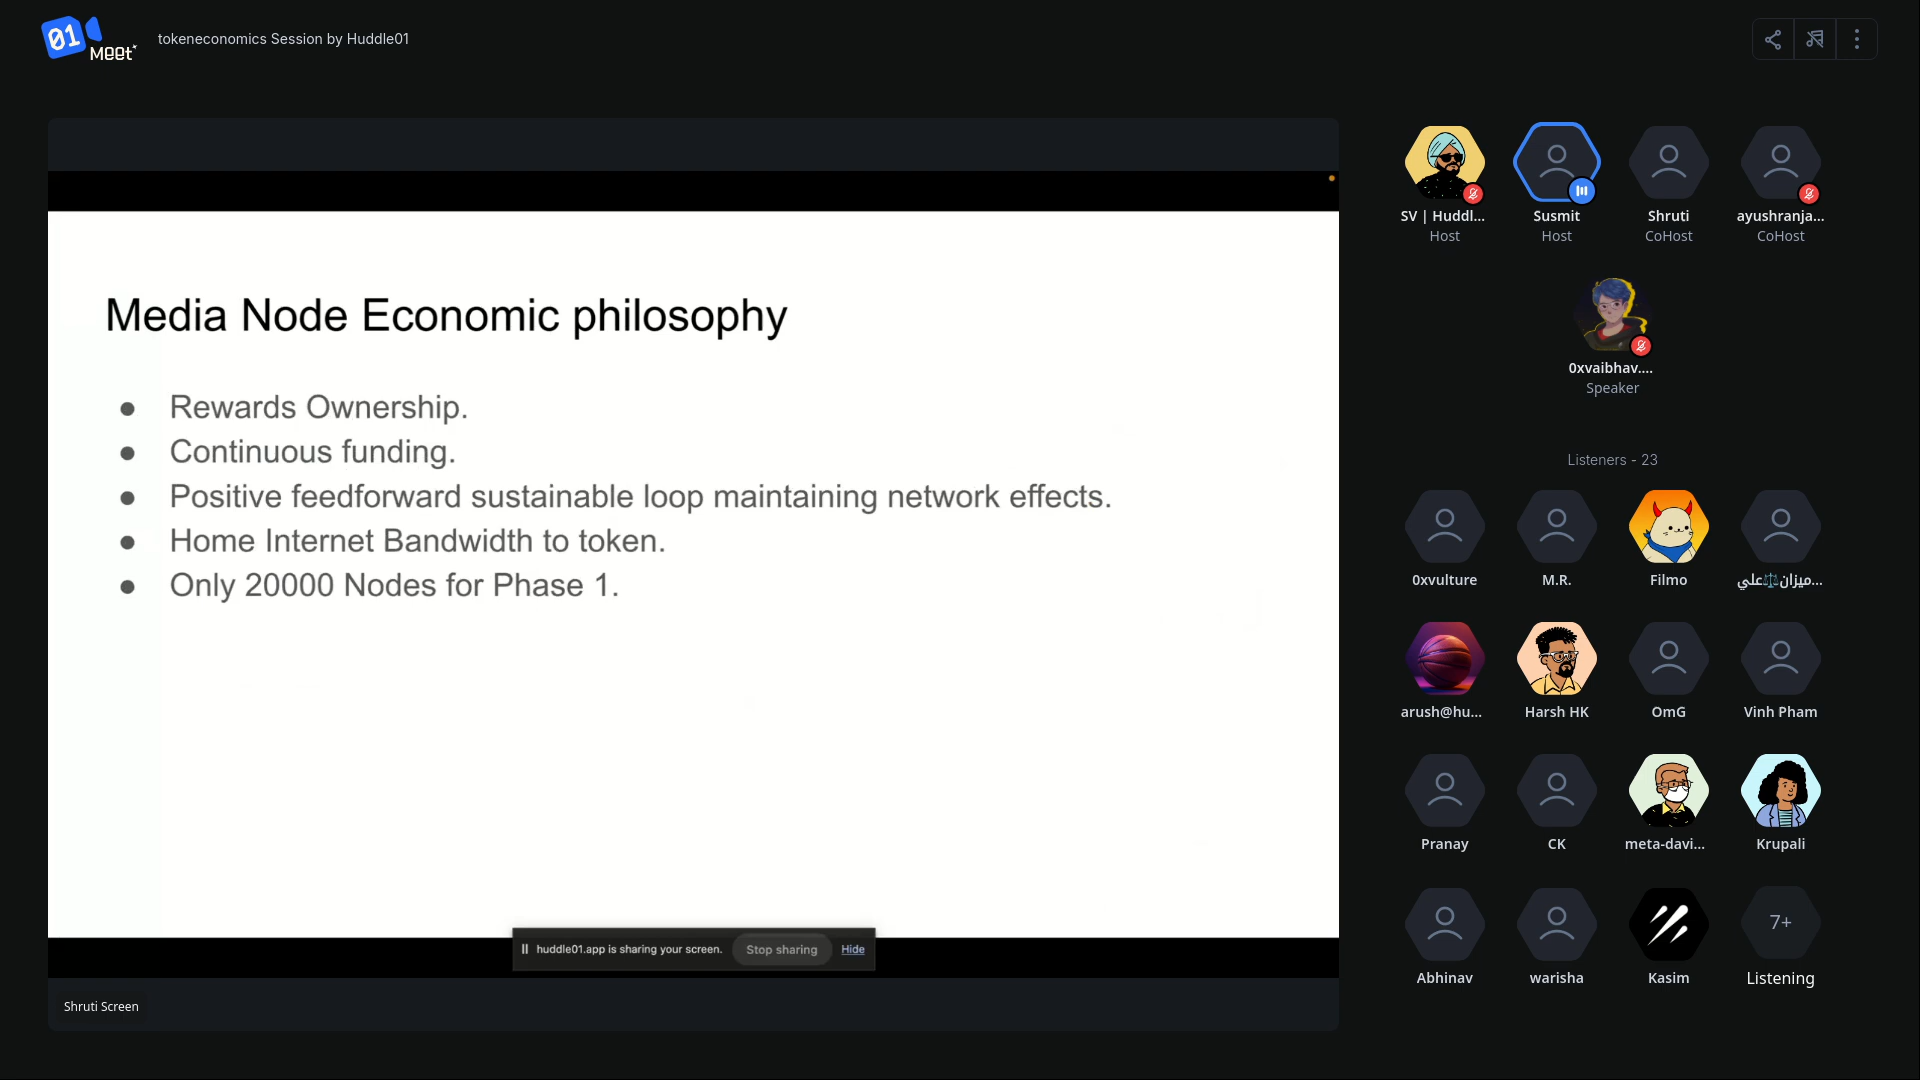 01
Meet
tokeneconomics Session by Huddle01
Media Node Economic philosophy
● Rewards Ownership.
● Continuous funding.
● Positive feedforward sustainable loop maintaining network effects.
● Home Internet Bandwidth to token.
● Only 20000 Nodes for Phase 1.
huddle01.app is sharing your screen. Stop sharing Hide
Shruti Screen
SV | Huddl... Susmit Shruti ayushranja...
Host Host CoHost CoHost
0xvaibhav....
Speaker
Listeners - 23
0xvulture M.R. Filmo ميزان⚖️علي...
arush@hu... Harsh HK OmG Vinh Pham
Pranay CK meta-davi... Krupali
7+
Abhinav warisha Kasim Listening